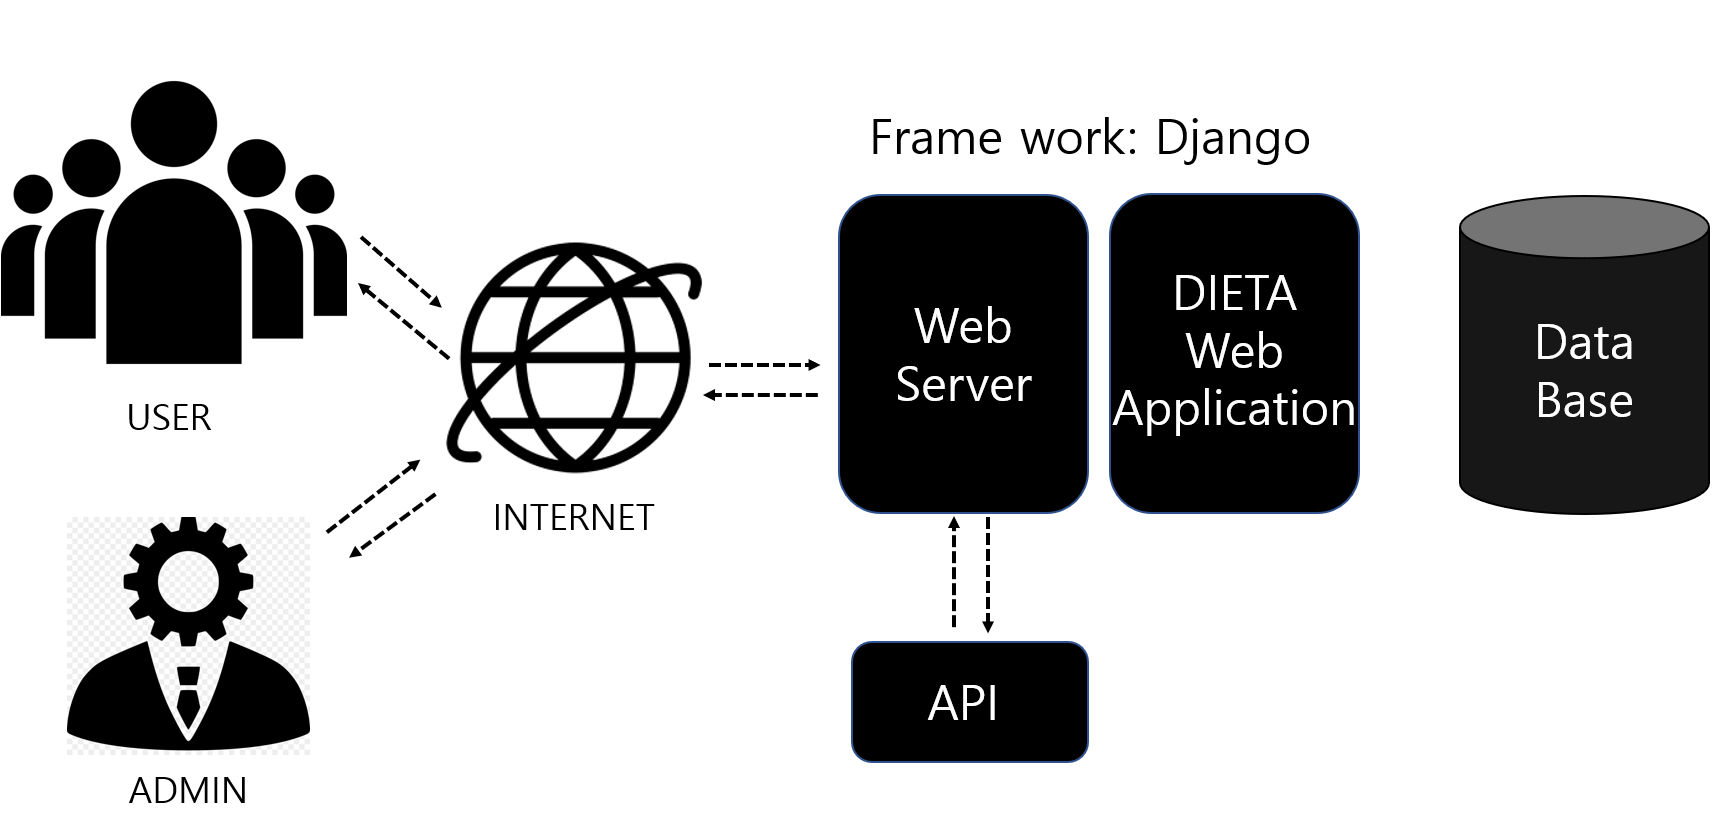 Frame work: Django
USER
INTERNET
ADMIN
Web
Server
DIETA
Web
Application
Data
Base
API